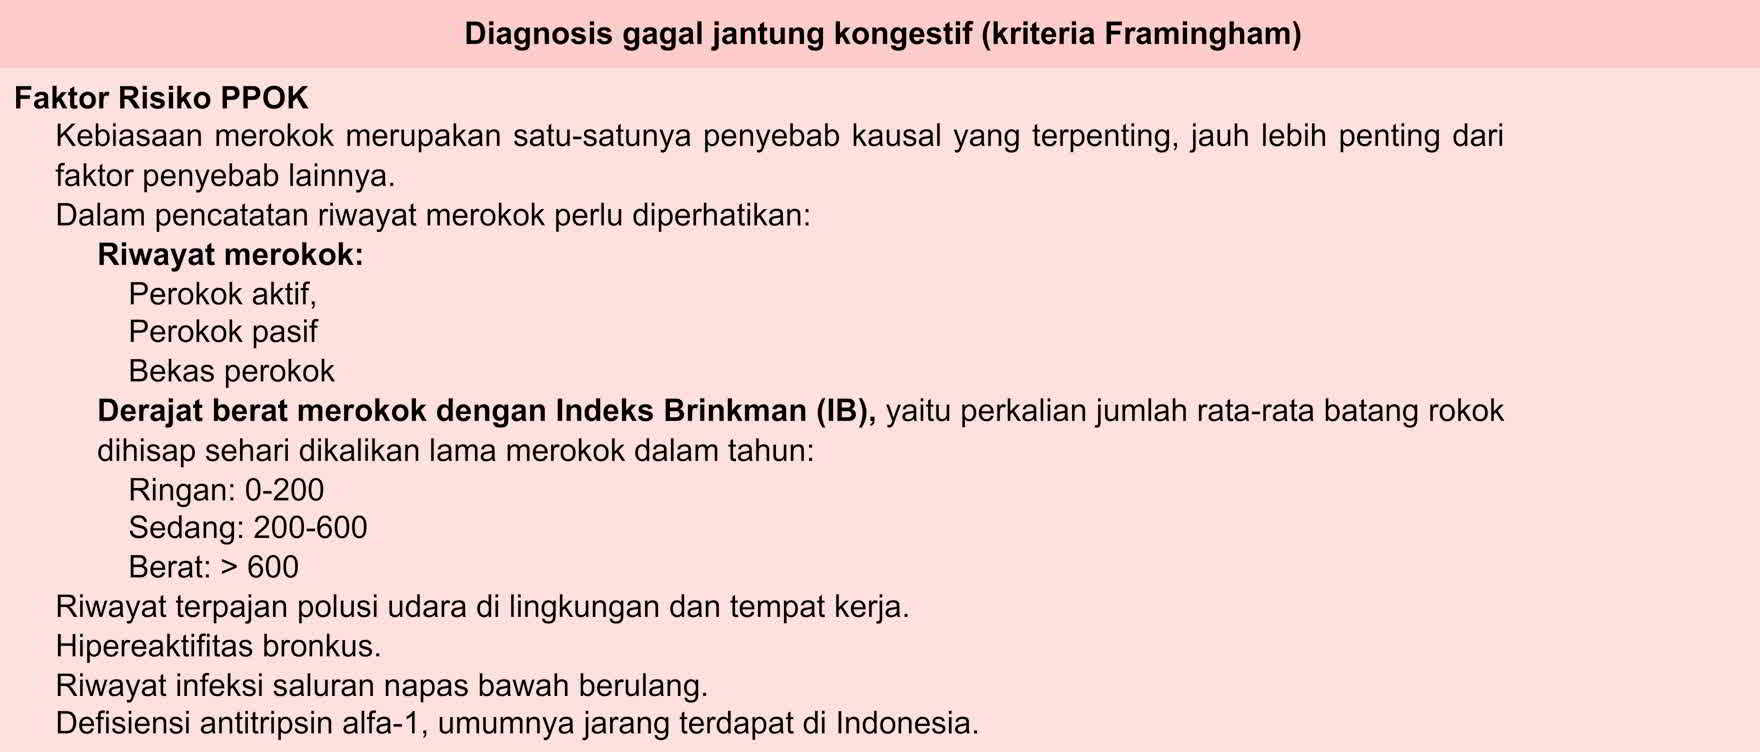 Diagnosis gagal jantung kongestif (kriteria Framingham)
Faktor Risiko PPOK
Kebiasaan merokok merupakan satu-satunya penyebab kausal yang terpenting, jauh lebih penting dari
faktor penyebab lainnya.
Dalam pencatatan riwayat merokok perlu diperhatikan:
Riwayat merokok:
Perokok aktif,
Perokok pasif
Bekas perokok
Derajat berat merokok dengan Indeks Brinkman (IB), yaitu perkalian jumlah rata-rata batang rokok
dihisap sehari dikalikan lama merokok dalam tahun:
Ringan: 0-200
Sedang: 200-600
Berat: > 600
Riwayat terpajan polusi udara di lingkungan dan tempat kerja.
Hipereaktifitas bronkus.
Riwayat infeksi saluran napas bawah berulang.
Defisiensi antitripsin alfa-1, umumnya jarang terdapat di Indonesia.